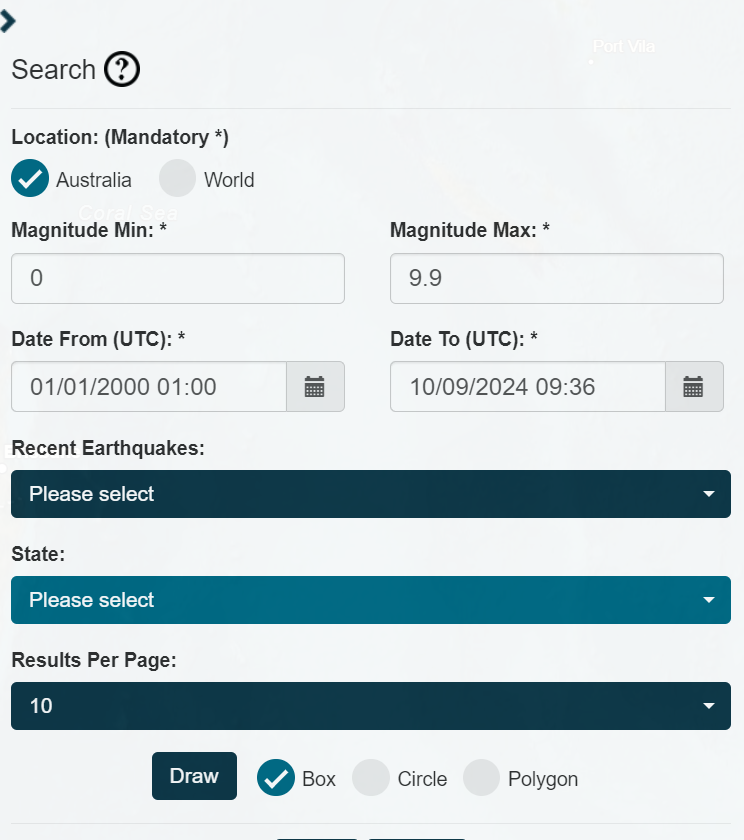 Port Vila
Search ?
Location: (Mandatory *)
Australia World
Coral Sea
Magnitude Min: * Magnitude Max: *
0 9.9
Date From (UTC): * Date To (UTC): *
01/01/2000 01:00 10/09/2024 09:36
Recent Earthquakes:
Please select
State:
Please select
Results Per Page:
10
Draw Box Circle Polygon